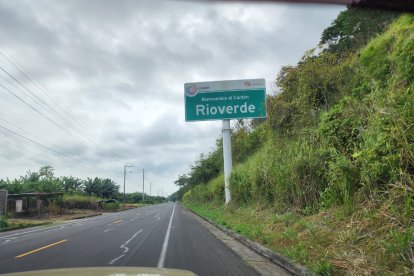 Bienvenidos al Cantón
Rioverde